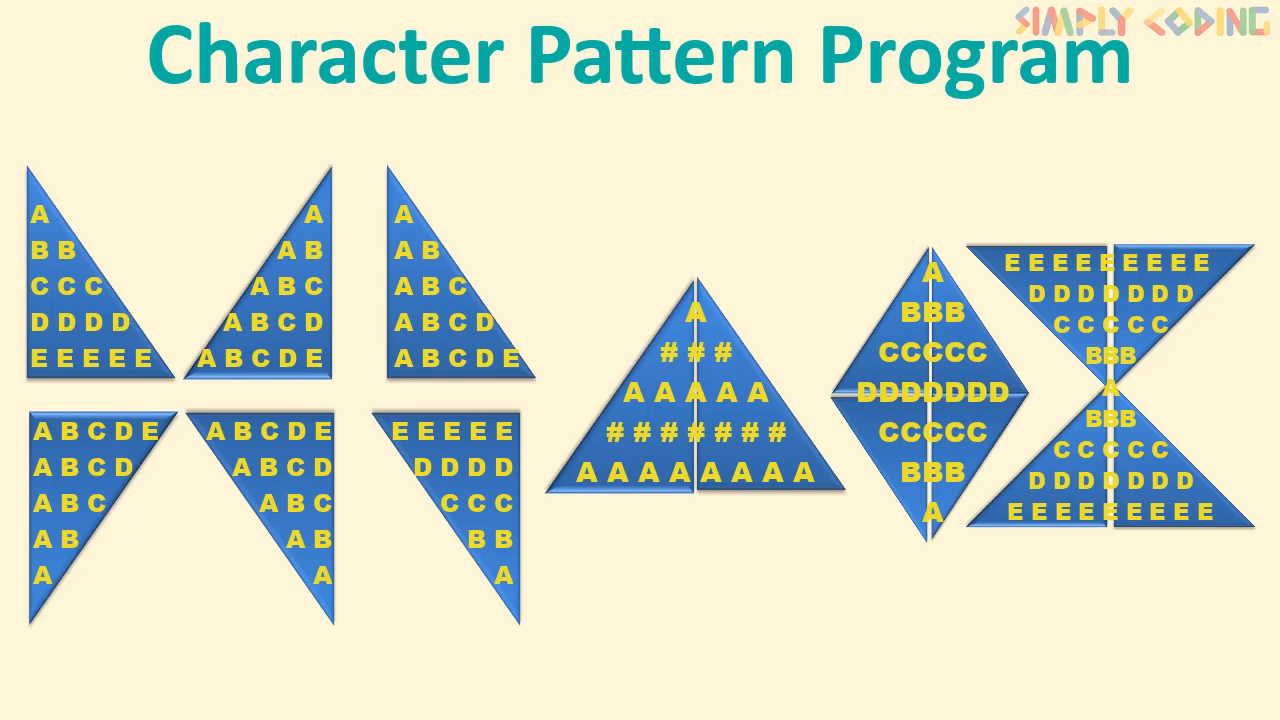 SIMPLY CODING
Character Pattern Program
A
B B
C C C
D D D D
E E E E E
A
A B
A B C
A B C D
A B C D E
A
A B
A B C
A B C D
A B C D E
A B C D E
A B C D
A B C
A B
A
A B C D E
A B C D
A B C
A B
A
E E E E E
D D D D
C C C
B B
A
A
# # #
A A A A A
# # # # # # #
A A A A A A A A
A
BBB
CCCCC
DDDDDDD
CCCCC
BBB
A
E E E E E E E E E
D D D D D D D
C C C C C
BBB
A
BBB
C C C C C
D D D D D D D
E E E E E E E E E